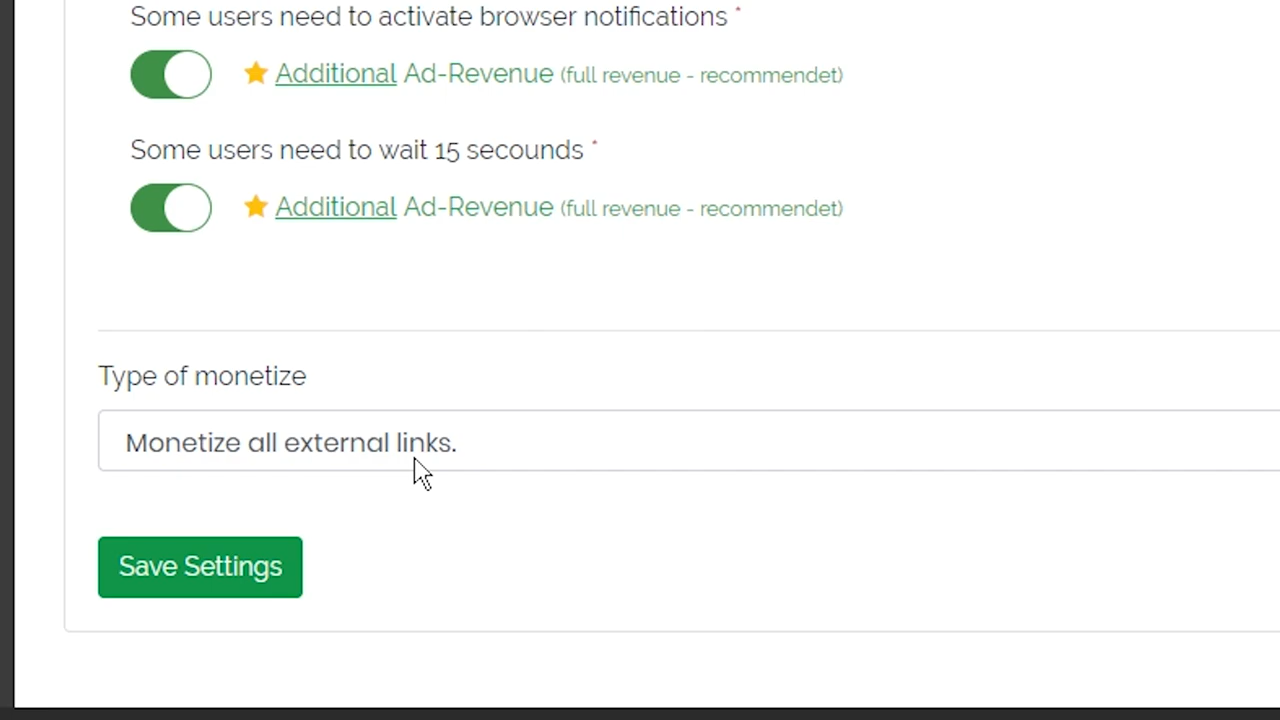 Some users need to activate browser notifications *
Additional Ad-Revenue (full revenue - recommendet)
Some users need to wait 15 secounds *
Additional Ad-Revenue (full revenue - recommendet)
Type of monetize
Monetize all external links.
Save Settings